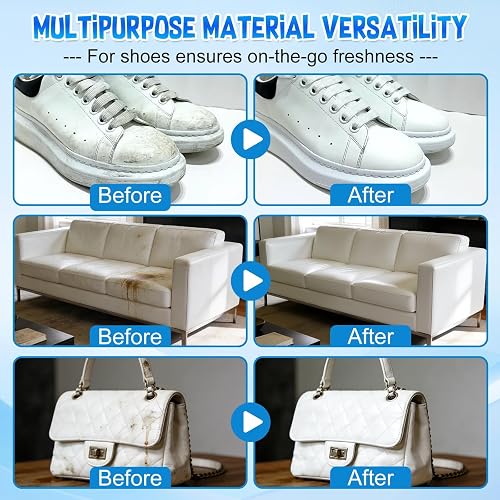 MULTIPURPOSE MATERIAL VERSATILITY
--- For shoes ensures on-the-go freshness ---
Before
After
Before
After
Before
After